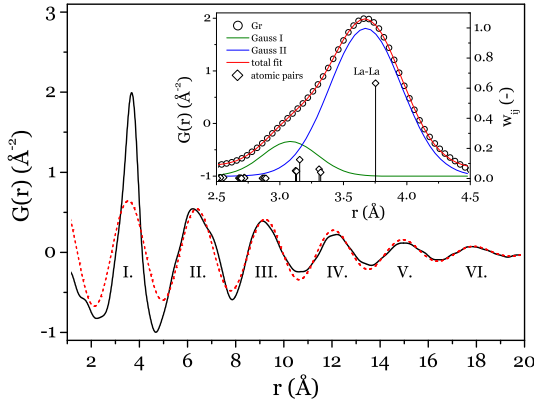 G(r) (Å⁻²)
3
2
1
0
-1
2
4
6
8
10
12
14
16
18
20
r (Å)
I.
II.
III.
IV.
V.
VI.
G(r) (Å⁻²)
2
1
0
-1
2.5
3.0
3.5
4.0
4.5
r (Å)
1.0
0.8
0.6
0.4
0.2
0.0
w_ij (-)
Gr
Gauss I
Gauss II
total fit
atomic pairs
La-La